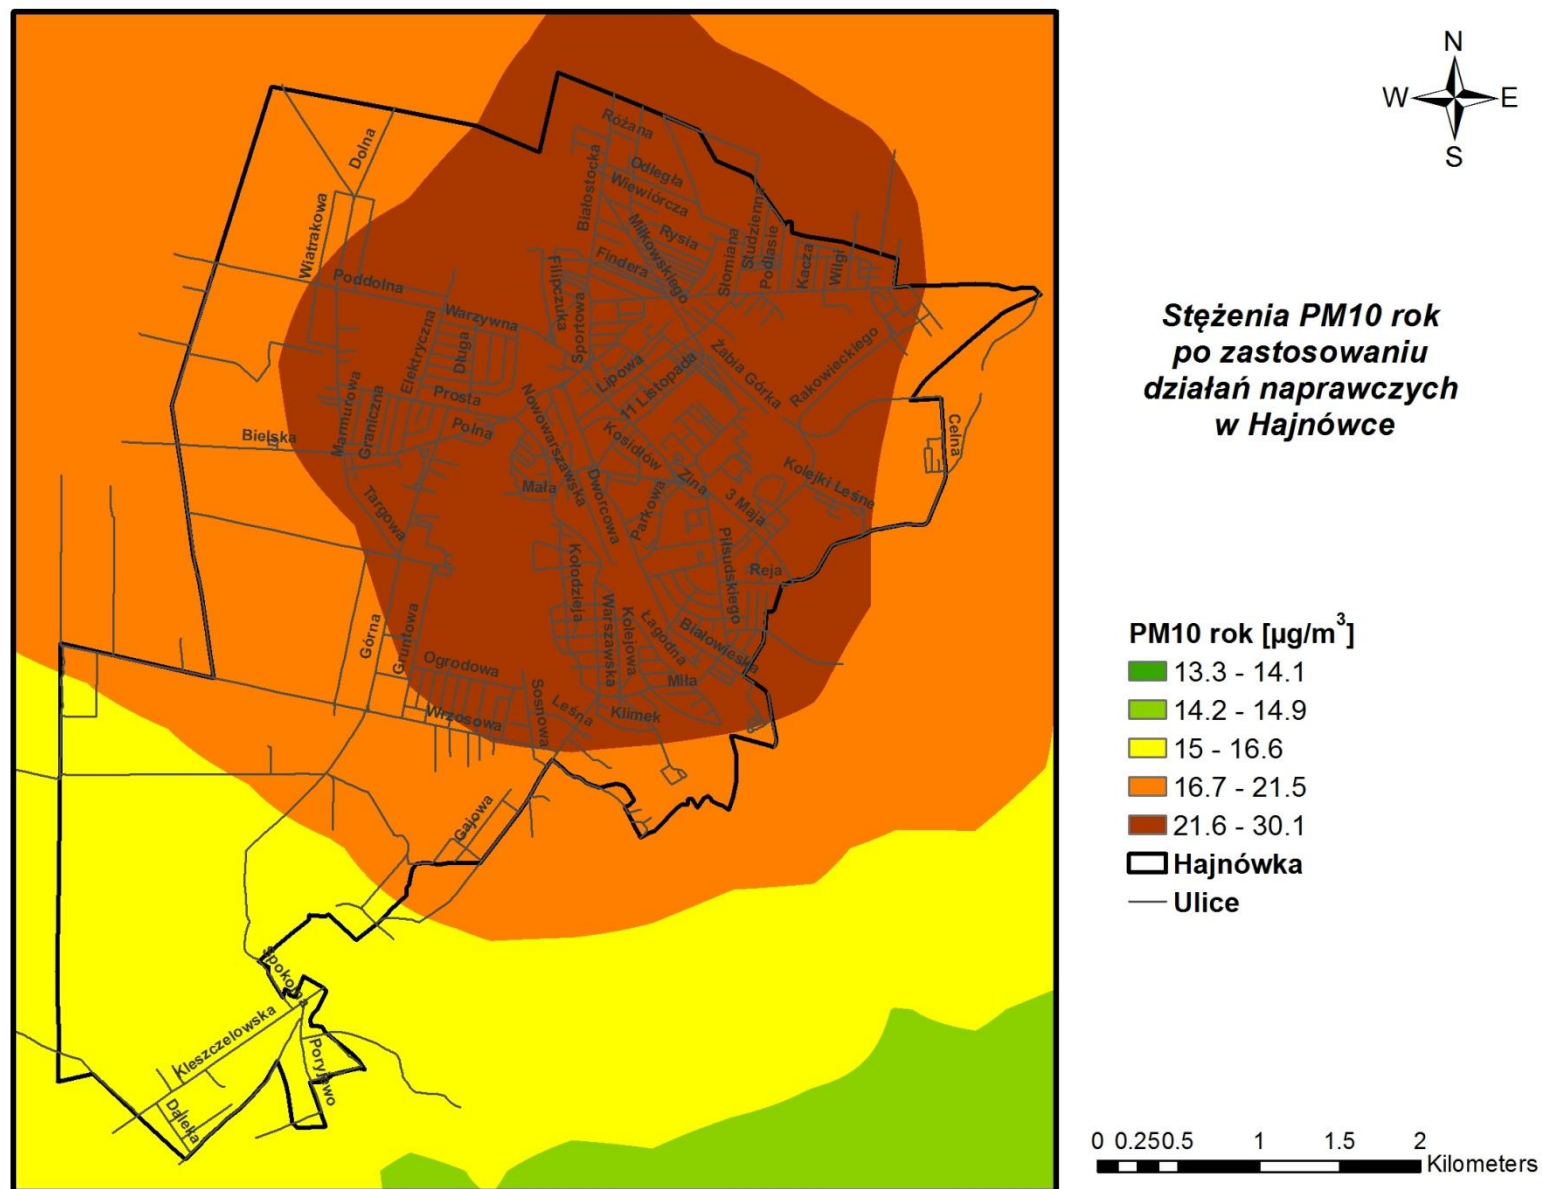 N
W E
S
Stężenia PM10 rok
po zastosowaniu
działań naprawczych
w Hajnówce
PM10 rok [µg/m³]
13.3 - 14.1
14.2 - 14.9
15 - 16.6
16.7 - 21.5
21.6 - 30.1
Hajnówka
Ulice
0 0.250.5 1 1.5 2
Kilometers
Różana
Dolna
Odległa
Wiewiórcza
Białostocka
Wiatrakowa
Rysia
Miłkowskiego
Studzienna
Podlasie
Słomiana
Kacza
Wilgi
Findera
Filipczuka
Poddolna
Warzywna
Sportowa
Elektryczna
Długa
Lipowa
11 Listopada
Żabia Górka
Rakowieckiego
Marmurowa
Graniczna
Prosta
Polna
Nowowarszawska
Kosidłów
Celna
Bielska
Zina
3 Maja
Kolejki Leśne
Mała
Dworcowa
Parkowa
Targowa
Piłsudskiego
Reja
Kołodzieja
Warszawska
Kolejowa
Łagodna
Białowieska
Górna
Gruntowa
Ogrodowa
Miła
Sosnowa
Leśna
Klimek
Wrzosowa
Gajowa
Spokojna
Kleszczelowska
Poryjewo
Daleka